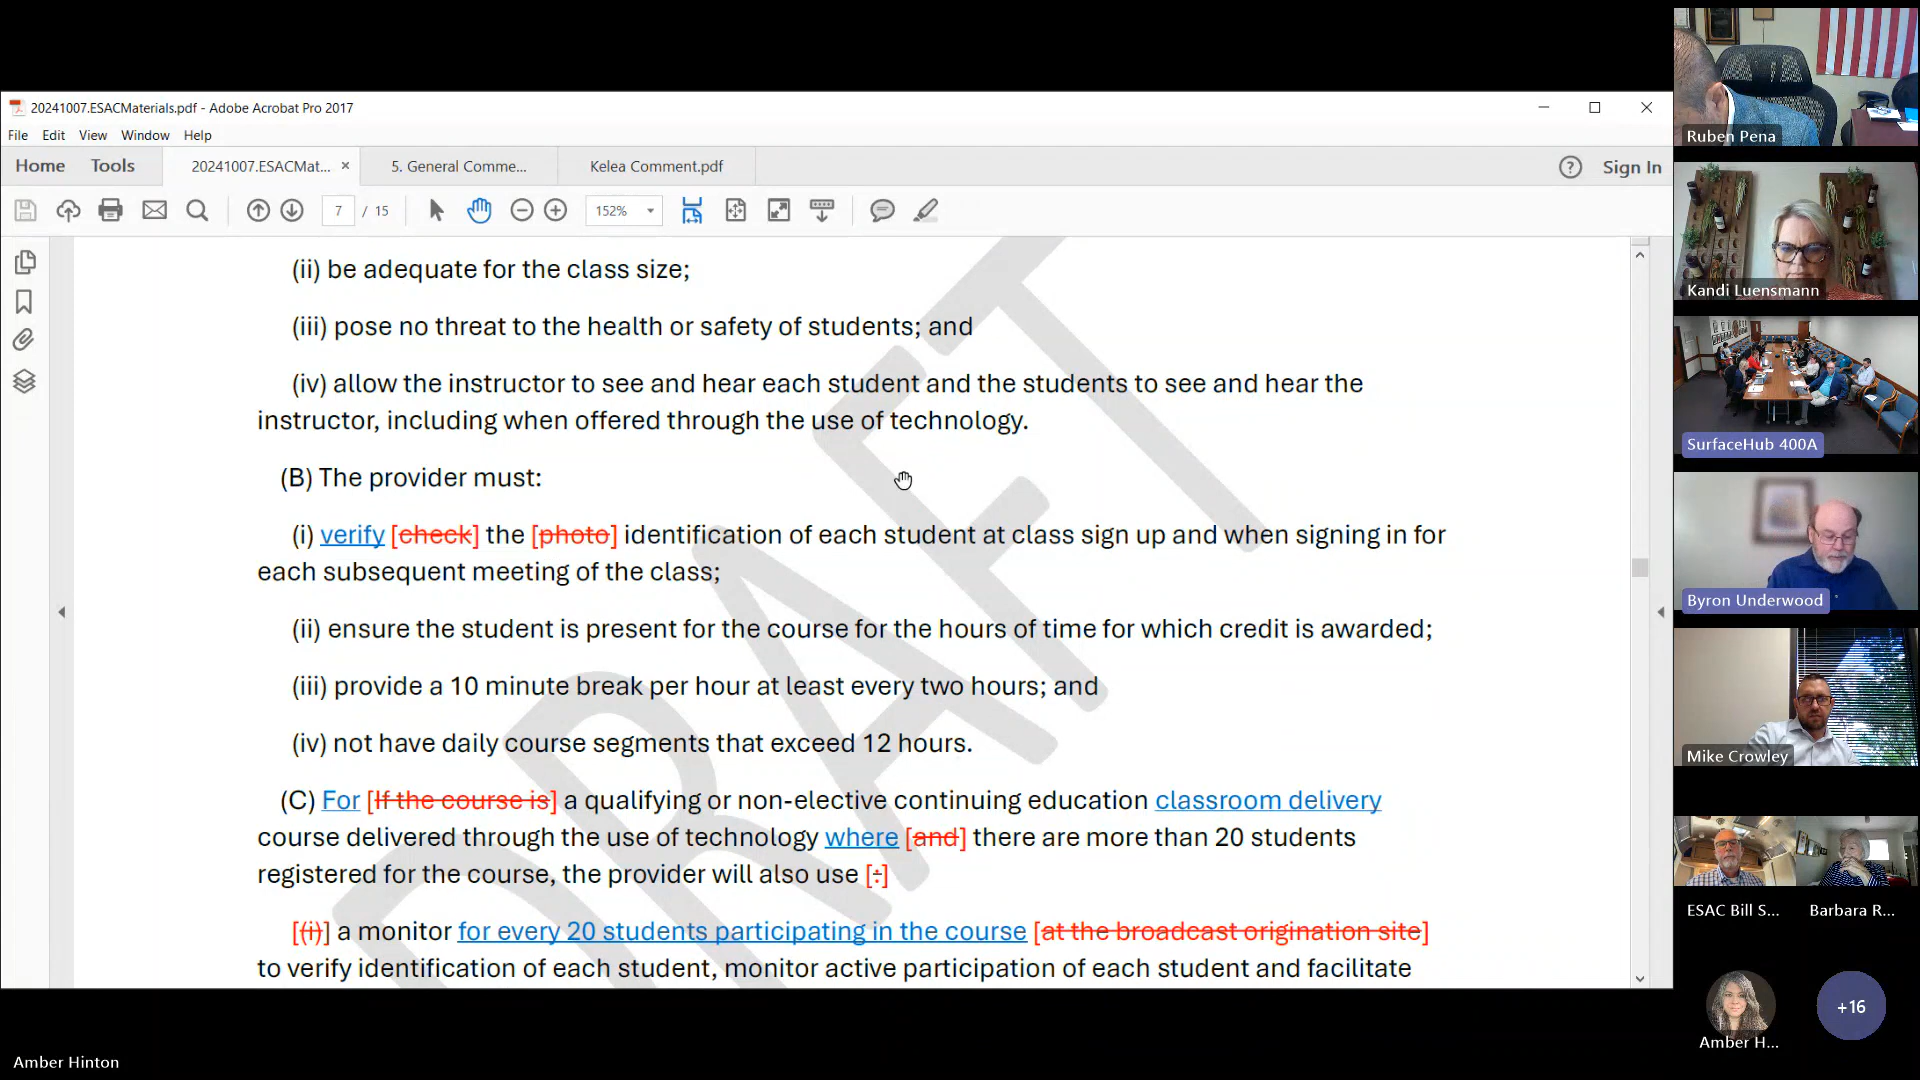 20241007.ESACMaterials.pdf - Adobe Acrobat Pro 2017
File Edit View Window Help
Home Tools 20241007.ESACMat... × 5. General Comme... Kelea Comment.pdf Sign In
7 / 15 152%
(ii) be adequate for the class size;
(iii) pose no threat to the health or safety of students; and
(iv) allow the instructor to see and hear each student and the students to see and hear the
instructor, including when offered through the use of technology.
(B) The provider must:
(i) verify [check] the [photo] identification of each student at class sign up and when signing in for
each subsequent meeting of the class;
(ii) ensure the student is present for the course for the hours of time for which credit is awarded;
(iii) provide a 10 minute break per hour at least every two hours; and
(iv) not have daily course segments that exceed 12 hours.
(C) For [If the course is] a qualifying or non-elective continuing education classroom delivery
course delivered through the use of technology where [and] there are more than 20 students
registered for the course, the provider will also use [:]
[(i)] a monitor for every 20 students participating in the course [at the broadcast origination site]
to verify identification of each student, monitor active participation of each student and facilitate
DRAFT
Ruben Pena
Kandi Luensmann
SurfaceHub 400A
Byron Underwood
Mike Crowley
ESAC Bill S... Barbara R...
Amber H... +16
Amber Hinton